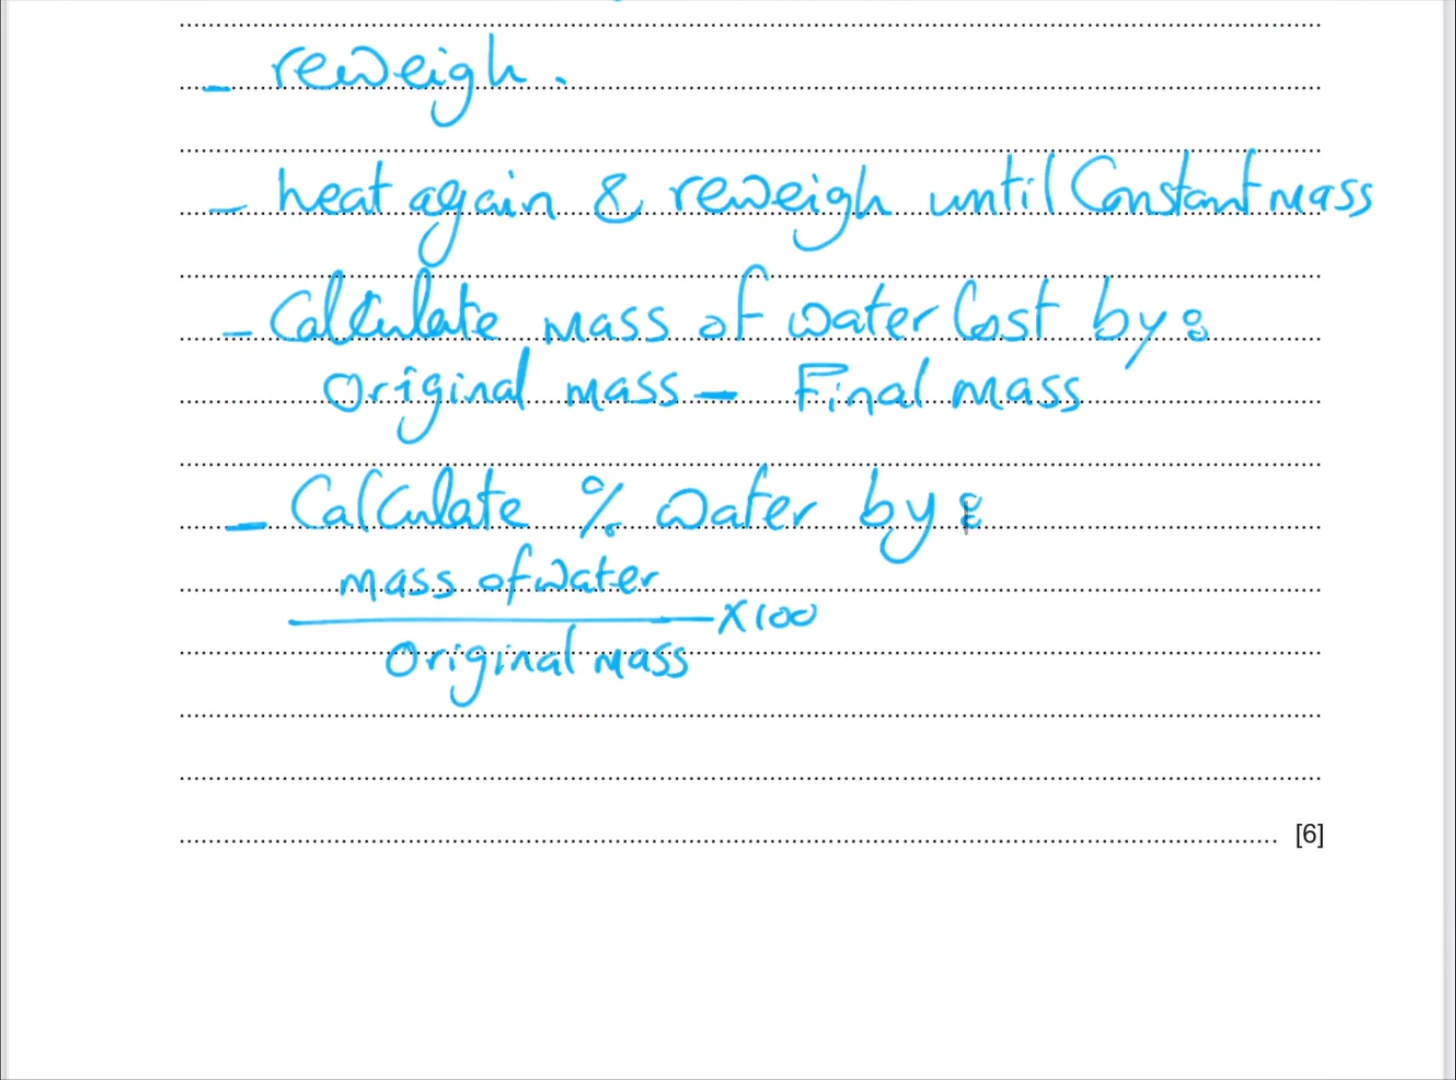 - reweigh.
- heat again & reweigh until Constant mass
- Calculate mass of water lost by:
Original mass - Final mass
- Calculate % water by:
mass of water
x100
Original mass
[6]